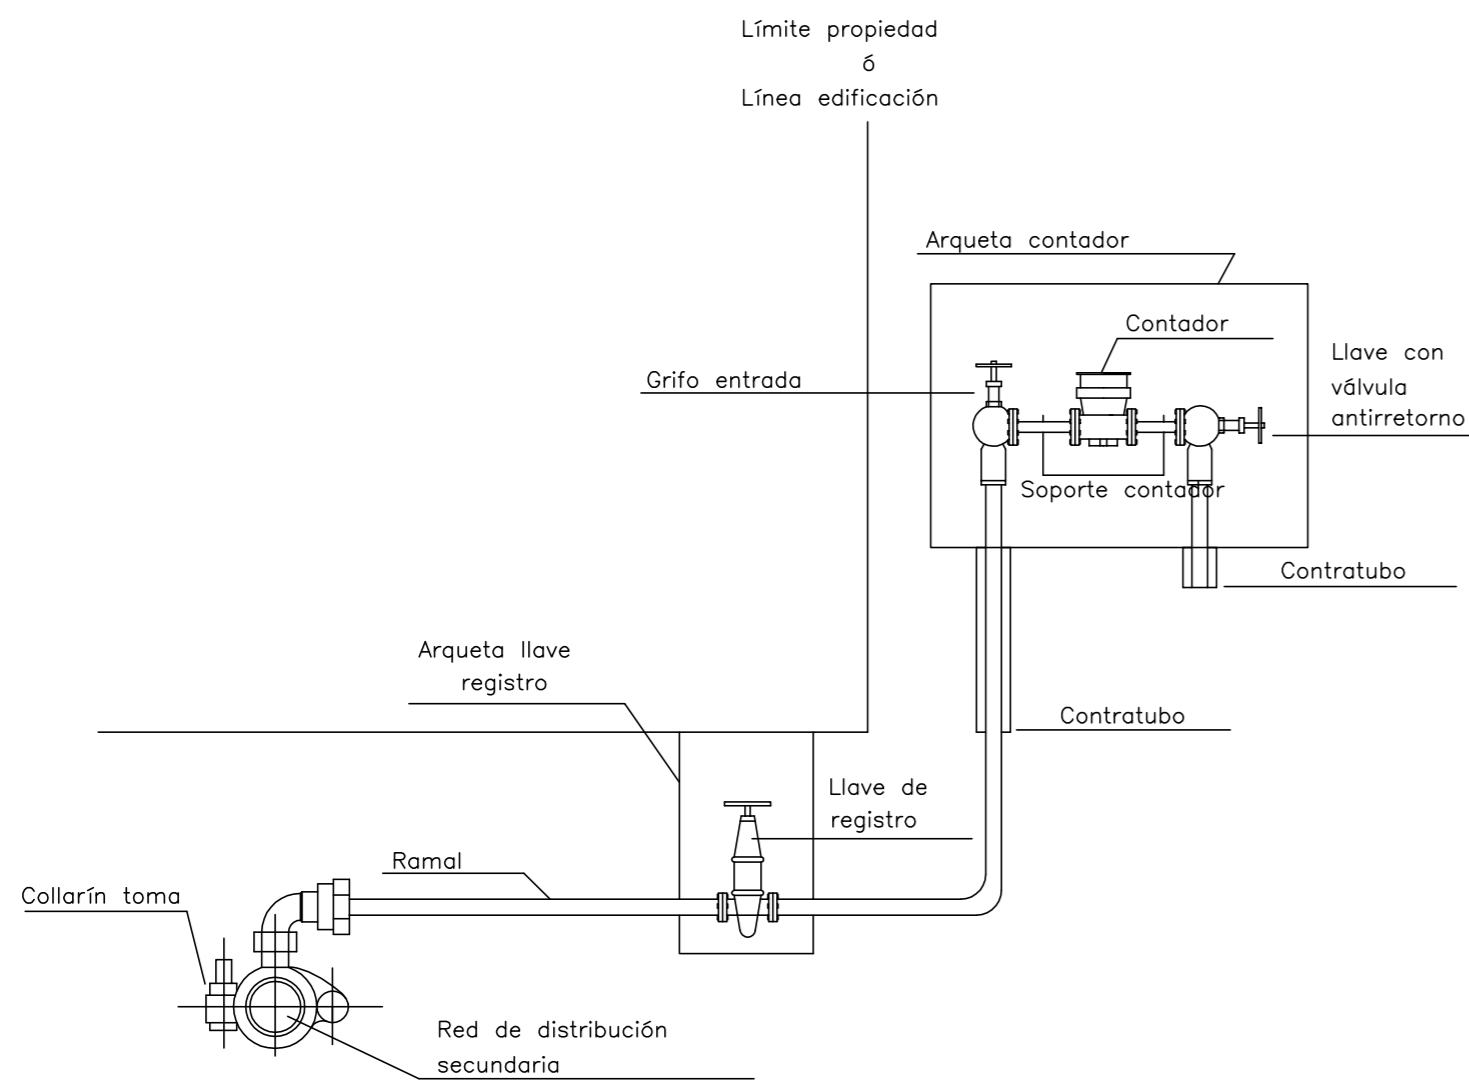 Límite propiedad
ó
Línea edificación
Arqueta contador
Contador
Llave con
válvula
antirretorno
Grifo entrada
Soporte contador
Contratubo
Arqueta llave
registro
Contratubo
Llave de
registro
Ramal
Collarín toma
Red de distribución
secundaria